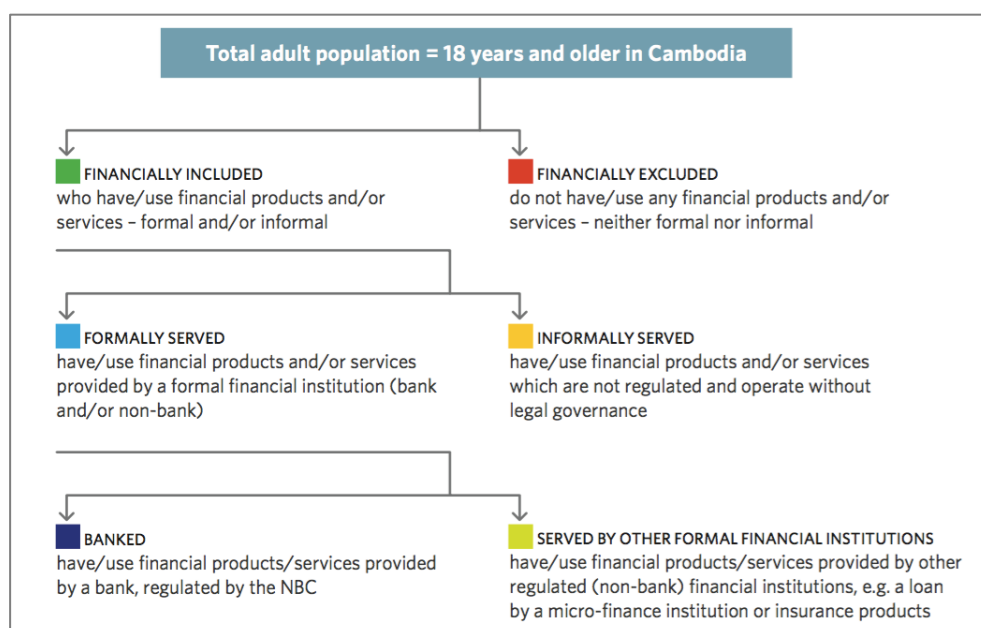 Total adult population = 18 years and older in Cambodia
FINANCIALLY INCLUDED
who have/use financial products and/or
services – formal and/or informal
FINANCIALLY EXCLUDED
do not have/use any financial products and/or
services – neither formal nor informal
FORMALLY SERVED
have/use financial products and/or services
provided by a formal financial institution (bank
and/or non-bank)
INFORMALLY SERVED
have/use financial products and/or services
which are not regulated and operate without
legal governance
BANKED
have/use financial products/services provided
by a bank, regulated by the NBC
SERVED BY OTHER FORMAL FINANCIAL INSTITUTIONS
have/use financial products/services provided by other
regulated (non-bank) financial institutions, e.g. a loan
by a micro-finance institution or insurance products